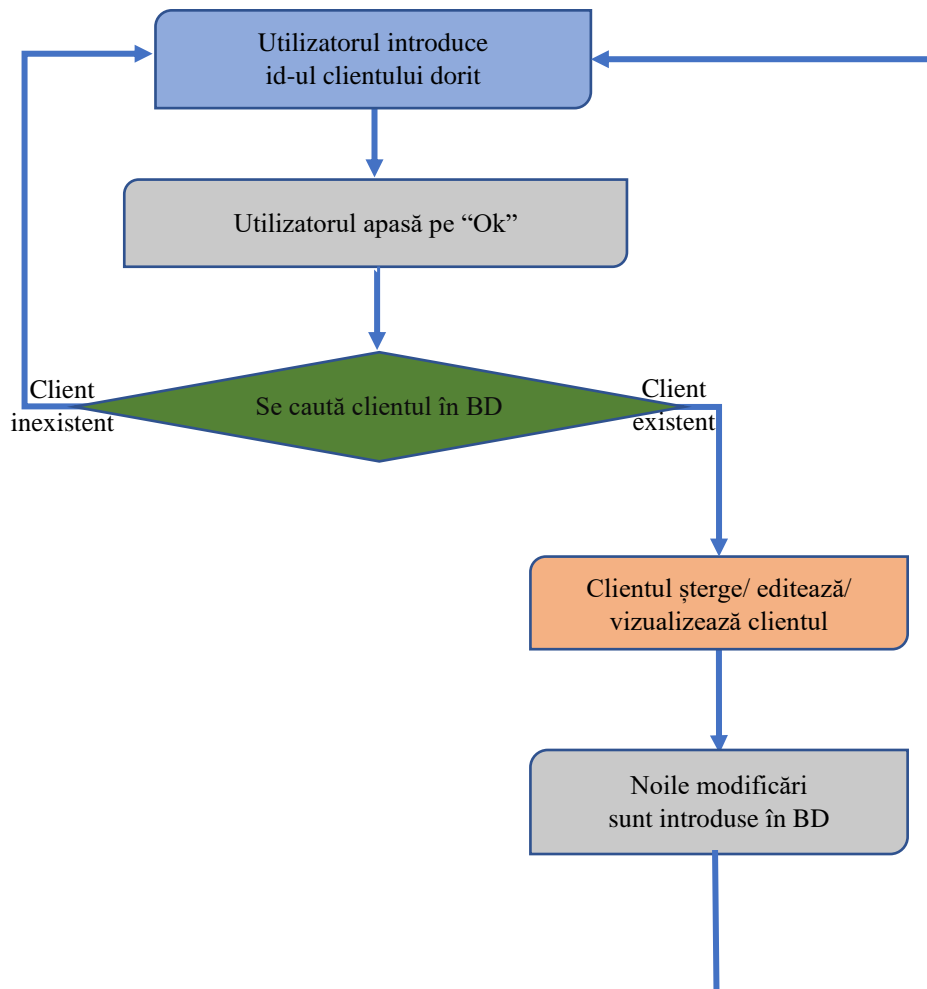 Utilizatorul introduce
id-ul clientului dorit
Utilizatorul apasă pe “Ok”
Se caută clientul în BD
Client
inexistent
Client
existent
Clientul șterge/ editează/
vizualizează clientul
Noile modificări
sunt introduse în BD